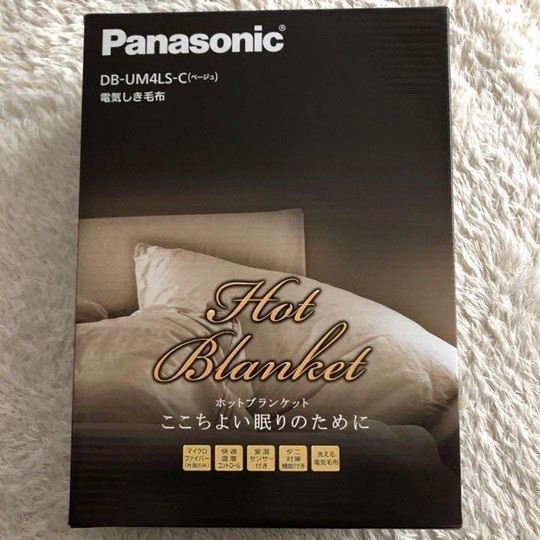 Panasonic®
DB-UM4LS-C(ベージュ)
電気しき毛布
Hot
Blanket
ホットブランケット
ここちよい眠りのために
マイクロ
ファイバー
(片面のみ)
快適
温度
コントロール
室温
センサー
付き
ダニ
対策
機能付き
洗える
電気毛布